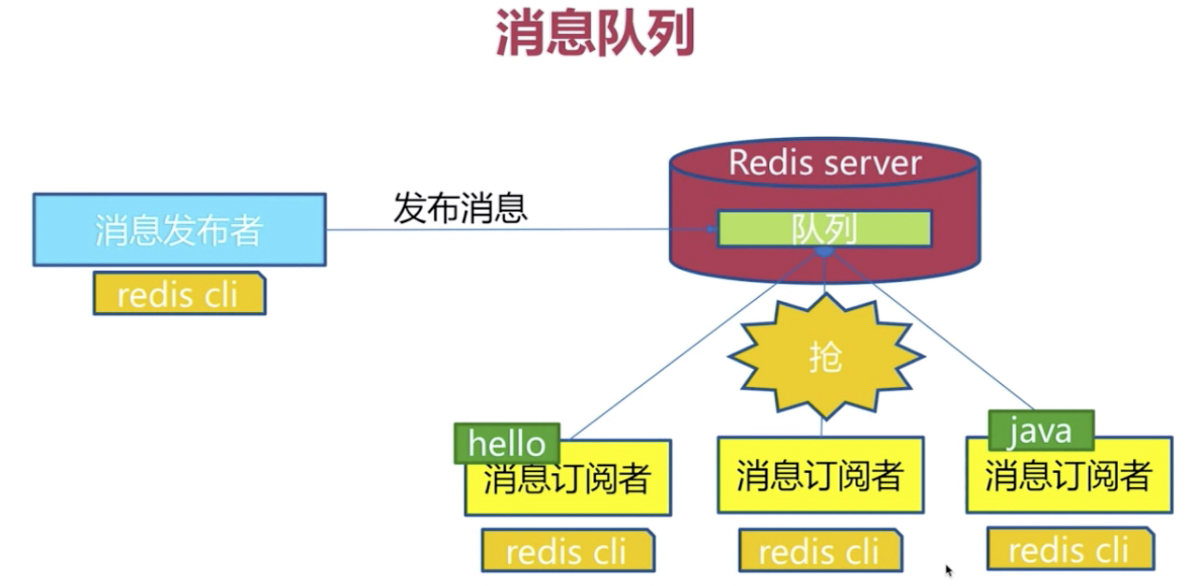 消息队列
Redis server
发布消息
消息发布者
队列
redis cli
抢
hello
java
消息订阅者
消息订阅者
消息订阅者
redis cli
redis cli
redis cli